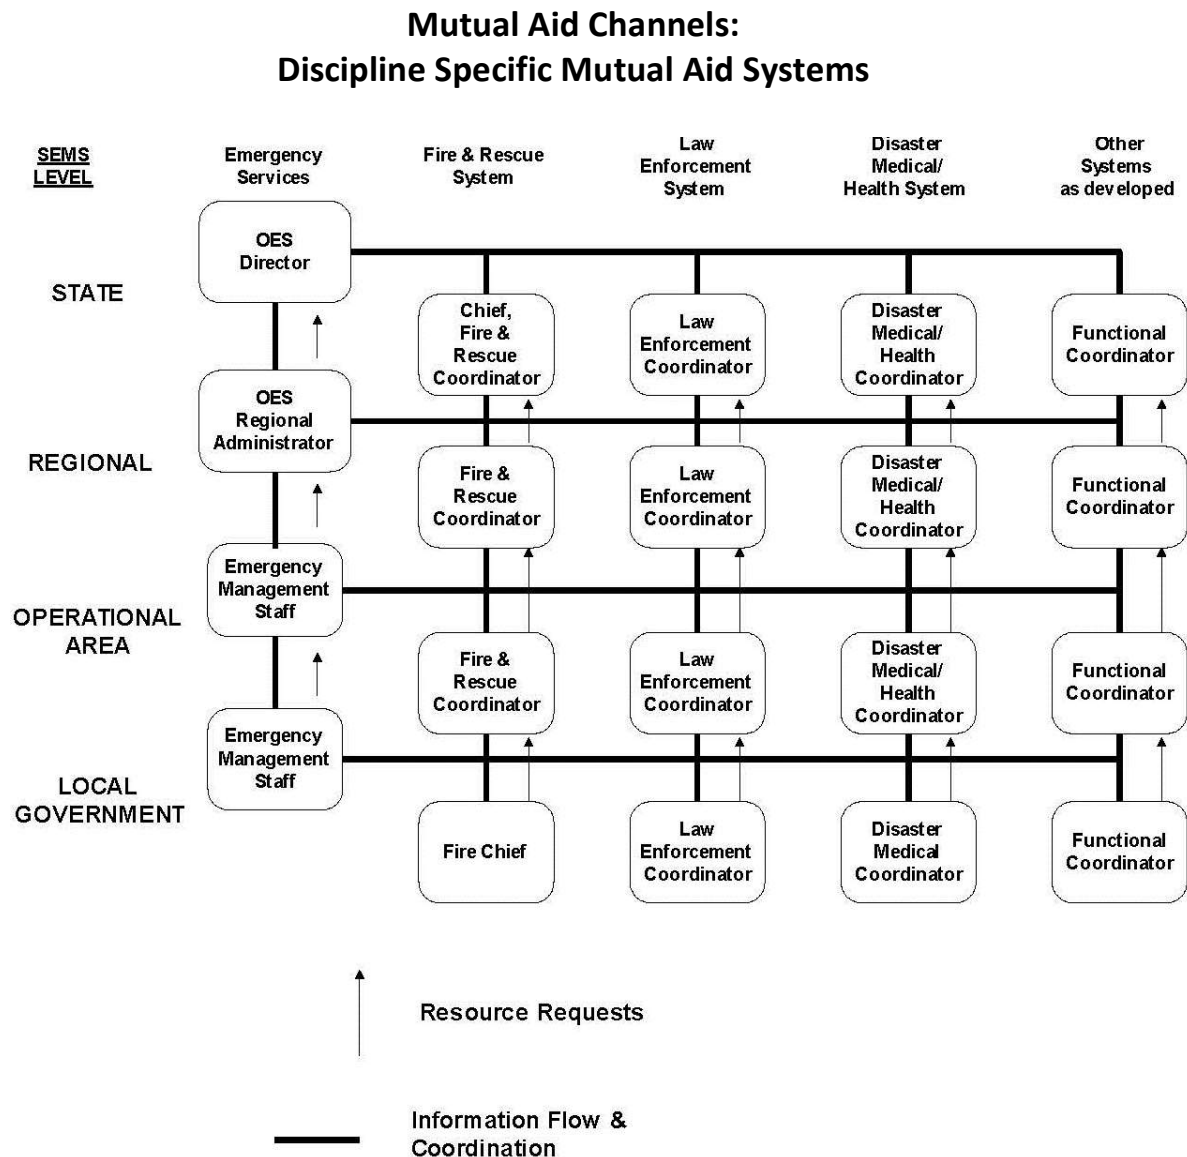 Mutual Aid Channels:
Discipline Specific Mutual Aid Systems
SEMS
LEVEL
Emergency
Services
Fire & Rescue
System
Law
Enforcement
System
Disaster
Medical/
Health System
Other
Systems
as developed
STATE
OES
Director
Chief,
Fire &
Rescue
Coordinator
Law
Enforcement
Coordinator
Disaster
Medical/
Health
Coordinator
Functional
Coordinator
REGIONAL
OES
Regional
Administrator
Fire &
Rescue
Coordinator
Law
Enforcement
Coordinator
Disaster
Medical/
Health
Coordinator
Functional
Coordinator
OPERATIONAL
AREA
Emergency
Management
Staff
Fire &
Rescue
Coordinator
Law
Enforcement
Coordinator
Disaster
Medical/
Health
Coordinator
Functional
Coordinator
LOCAL
GOVERNMENT
Emergency
Management
Staff
Fire Chief
Law
Enforcement
Coordinator
Disaster
Medical
Coordinator
Functional
Coordinator
Resource Requests
Information Flow &
Coordination